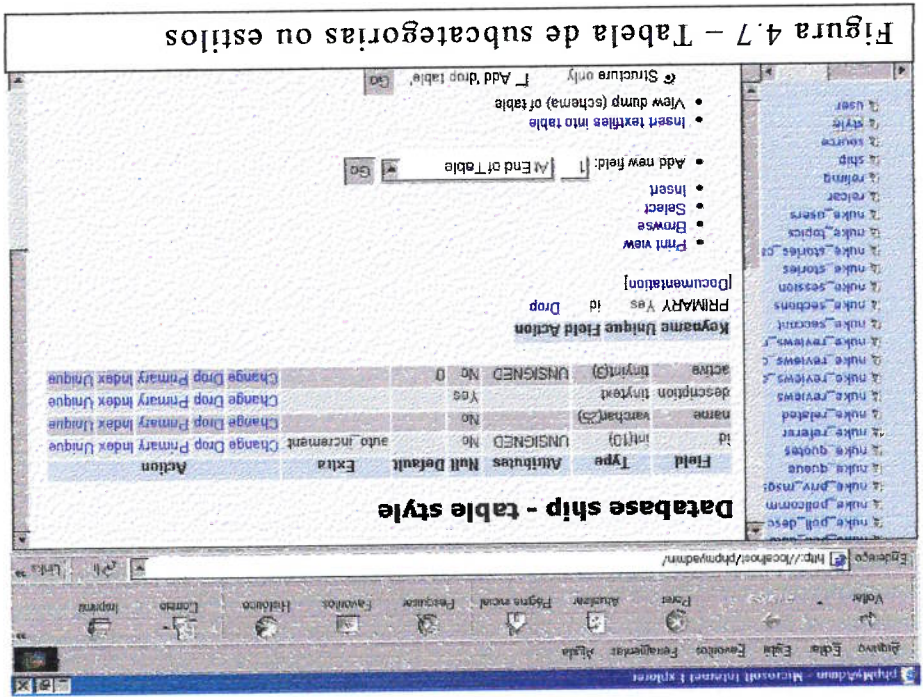 phpMyAdmin - Microsoft Internet Explorer
Arquivo Editar Exibir Favoritos Ferramentas Ajuda
Voltar Parar Atualizar Página inicial Pesquisar Favoritos Histórico Correio Imprimir
Endereço http://localhost/phpmyadmin/ Ir Links »
nuke_poll_desc
nuke_pollcomm
nuke_priv_msgs
nuke_queue
nuke_quotes
nuke_referer
nuke_related
nuke_reviews
nuke_reviews_a
nuke_reviews_c
nuke_reviews_r
nuke_seccont
nuke_sections
nuke_session
nuke_stories
nuke_stories_ca
nuke_topics
nuke_users
relcar
relimg
ship
source
style
user
Database ship - table style
Field Type Attributes Null Default Extra Action
id int(10) UNSIGNED No auto_increment Change Drop Primary Index Unique
name varchar(25) No Change Drop Primary Index Unique
description tinytext Yes Change Drop Primary Index Unique
active tinyint(3) UNSIGNED No 0 Change Drop Primary Index Unique
Keyname Unique Field Action
PRIMARY Yes id Drop
[Documentation]
• Print view
• Browse
• Select
• Insert
• Add new field: 1 At End of Table Go
• Insert textfiles into table
• View dump (schema) of table
Structure only Add 'drop table' Go
Figura 4.7 – Tabela de subcategorias ou estilos